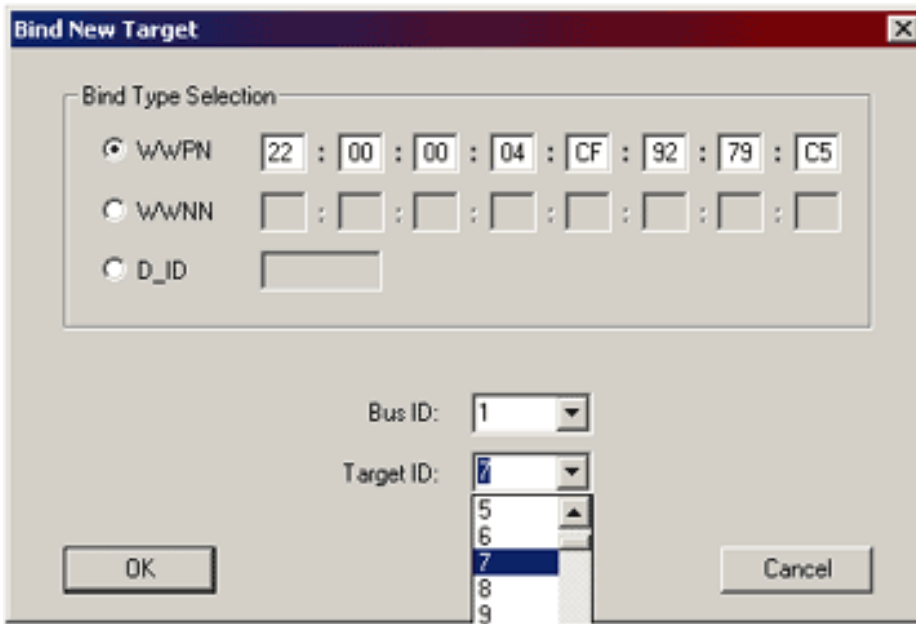 Bind New Target
Bind Type Selection
WWPN 22 : 00 : 00 : 04 : CF : 92 : 79 : C5
WWNN : : : : : : :
D_ID
Bus ID: 1
Target ID: 7
5
6
7
8
9
OK Cancel